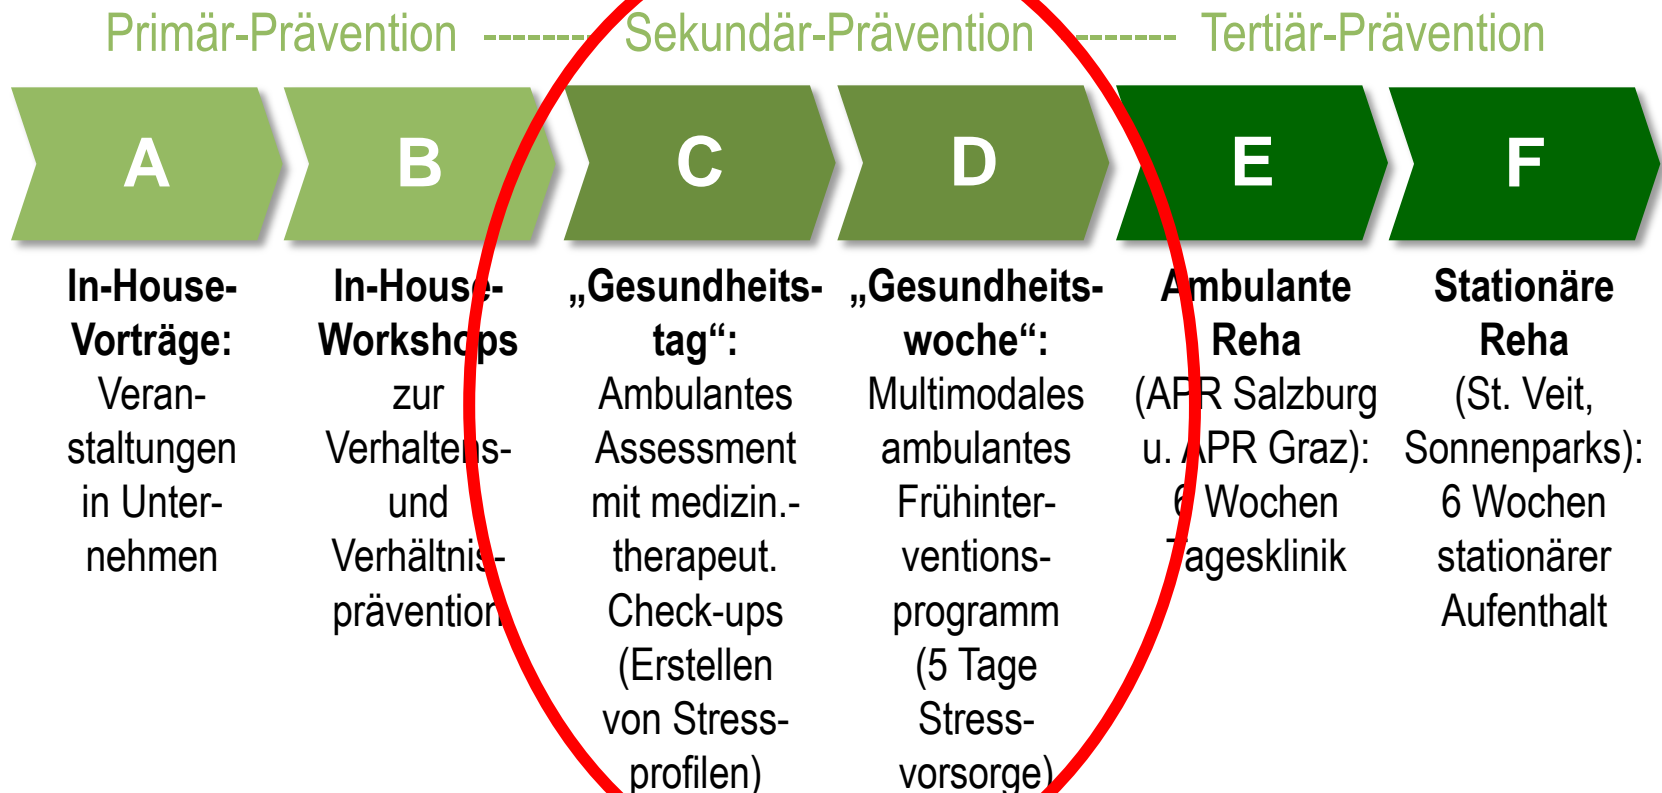 Primär-Prävention -------- Sekundär-Prävention ------- Tertiär-Prävention
A
B
C
D
E
F
In-House-
Vorträge:
Veran-
staltungen
in Unter-
nehmen
In-House-
Workshops
zur
Verhaltens-
und
Verhältnis-
prävention
„Gesundheits-
tag“:
Ambulantes
Assessment
mit medizin.-
therapeut.
Check-ups
(Erstellen
von Stress-
profilen)
„Gesundheits-
woche“:
Multimodales
ambulantes
Frühinter-
ventions-
programm
(5 Tage
Stress-
vorsorge)
Ambulante
Reha
(APR Salzburg
u. APR Graz):
6 Wochen
Tagesklinik
Stationäre
Reha
(St. Veit,
Sonnenparks):
6 Wochen
stationärer
Aufenthalt